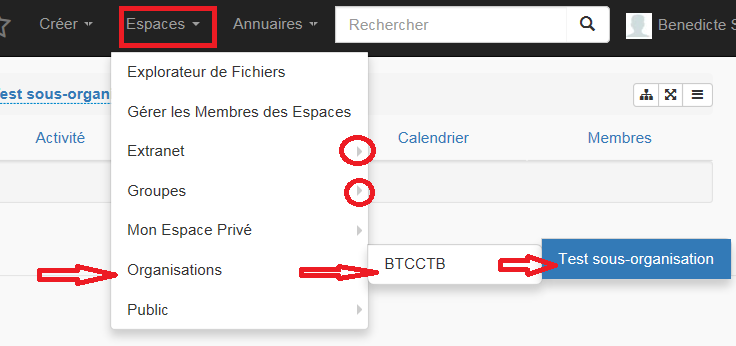 Créer Espaces Annuaires Rechercher Benedicte S
Explorateur de Fichiers
est sous-organ
Gérer les Membres des Espaces
Activité Calendrier Membres
Extranet
Groupes
Mon Espace Privé
Organisations BTCCTB Test sous-organisation
Public